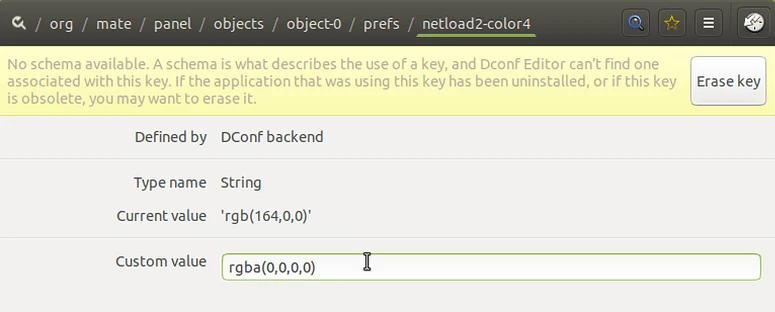 / org / mate / panel / objects / object-0 / prefs / netload2-color4
No schema available. A schema is what describes the use of a key, and Dconf Editor can't find one
associated with this key. If the application that was using this key has been uninstalled, or if this key
is obsolete, you may want to erase it.
Erase key
Defined by DConf backend
Type name String
Current value 'rgb(164,0,0)'
Custom value rgba(0,0,0,0)